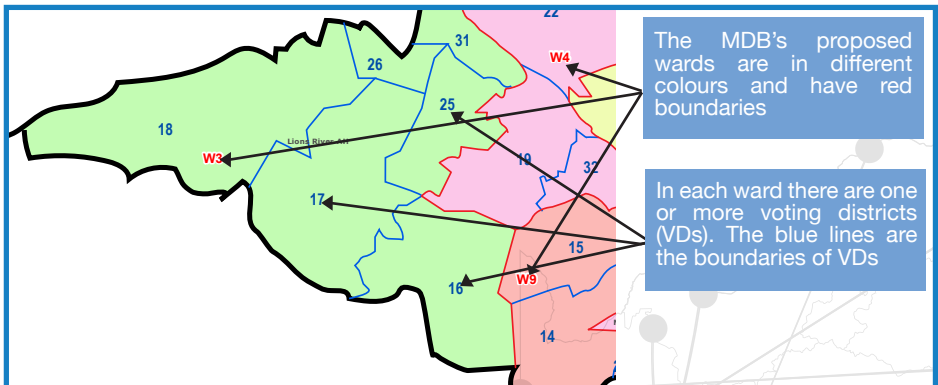 22
31
W4
26
25
18
Lions River AH
W3
19
32
17
15
W9
16
14
The MDB's proposed
wards are in different
colours and have red
boundaries
In each ward there are one
or more voting districts
(VDs). The blue lines are
the boundaries of VDs